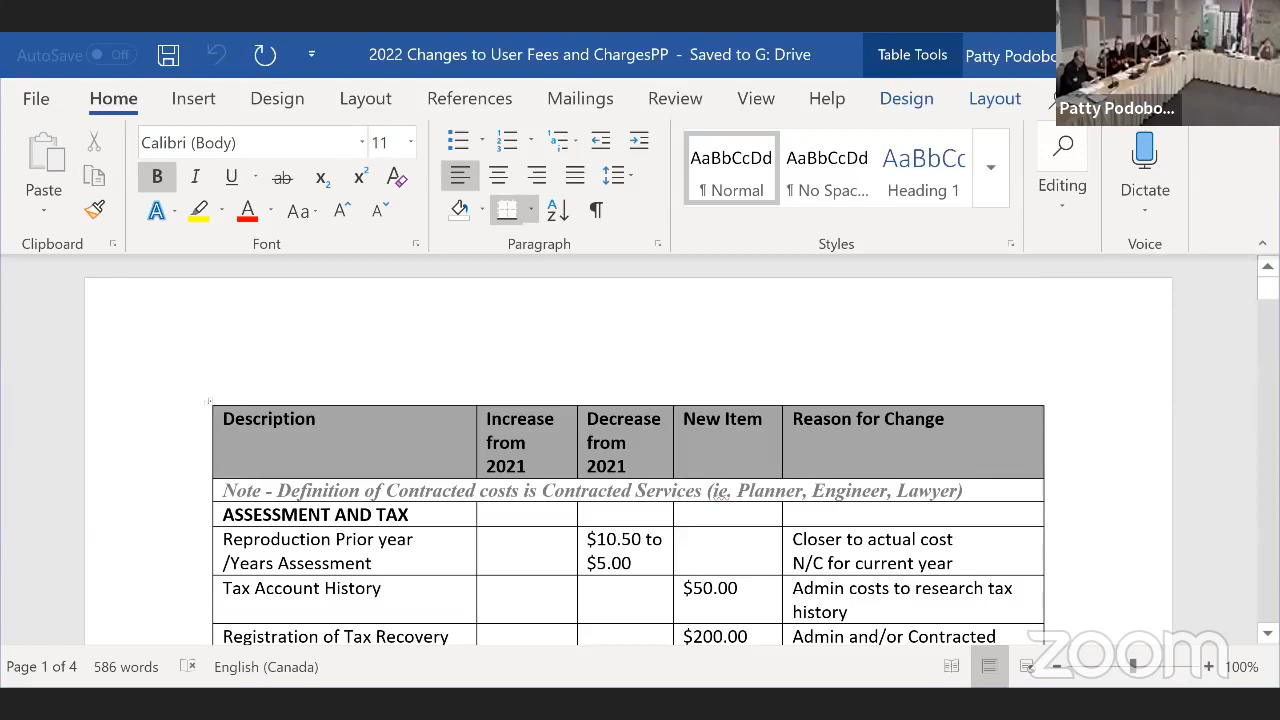 AutoSave Off 2022 Changes to User Fees and ChargesPP - Saved to G: Drive Table Tools Patty Podobo
Patty Podobo...
File Home Insert Design Layout References Mailings Review View Help Design Layout
Calibri (Body) 11
AaBbCcDd AaBbCcDd AaBbCc
Paste ¶ Normal ¶ No Spac... Heading 1 Editing Dictate
Clipboard Font Paragraph Styles Voice
Description Increase from 2021 Decrease from 2021 New Item Reason for Change
Note - Definition of Contracted costs is Contracted Services (ie, Planner, Engineer, Lawyer)
ASSESSMENT AND TAX
Reproduction Prior year $10.50 to Closer to actual cost
/Years Assessment $5.00 N/C for current year
Tax Account History $50.00 Admin costs to research tax
history
Registration of Tax Recovery $200.00 Admin and/or Contracted
zoom
Page 1 of 4 586 words English (Canada) 100%